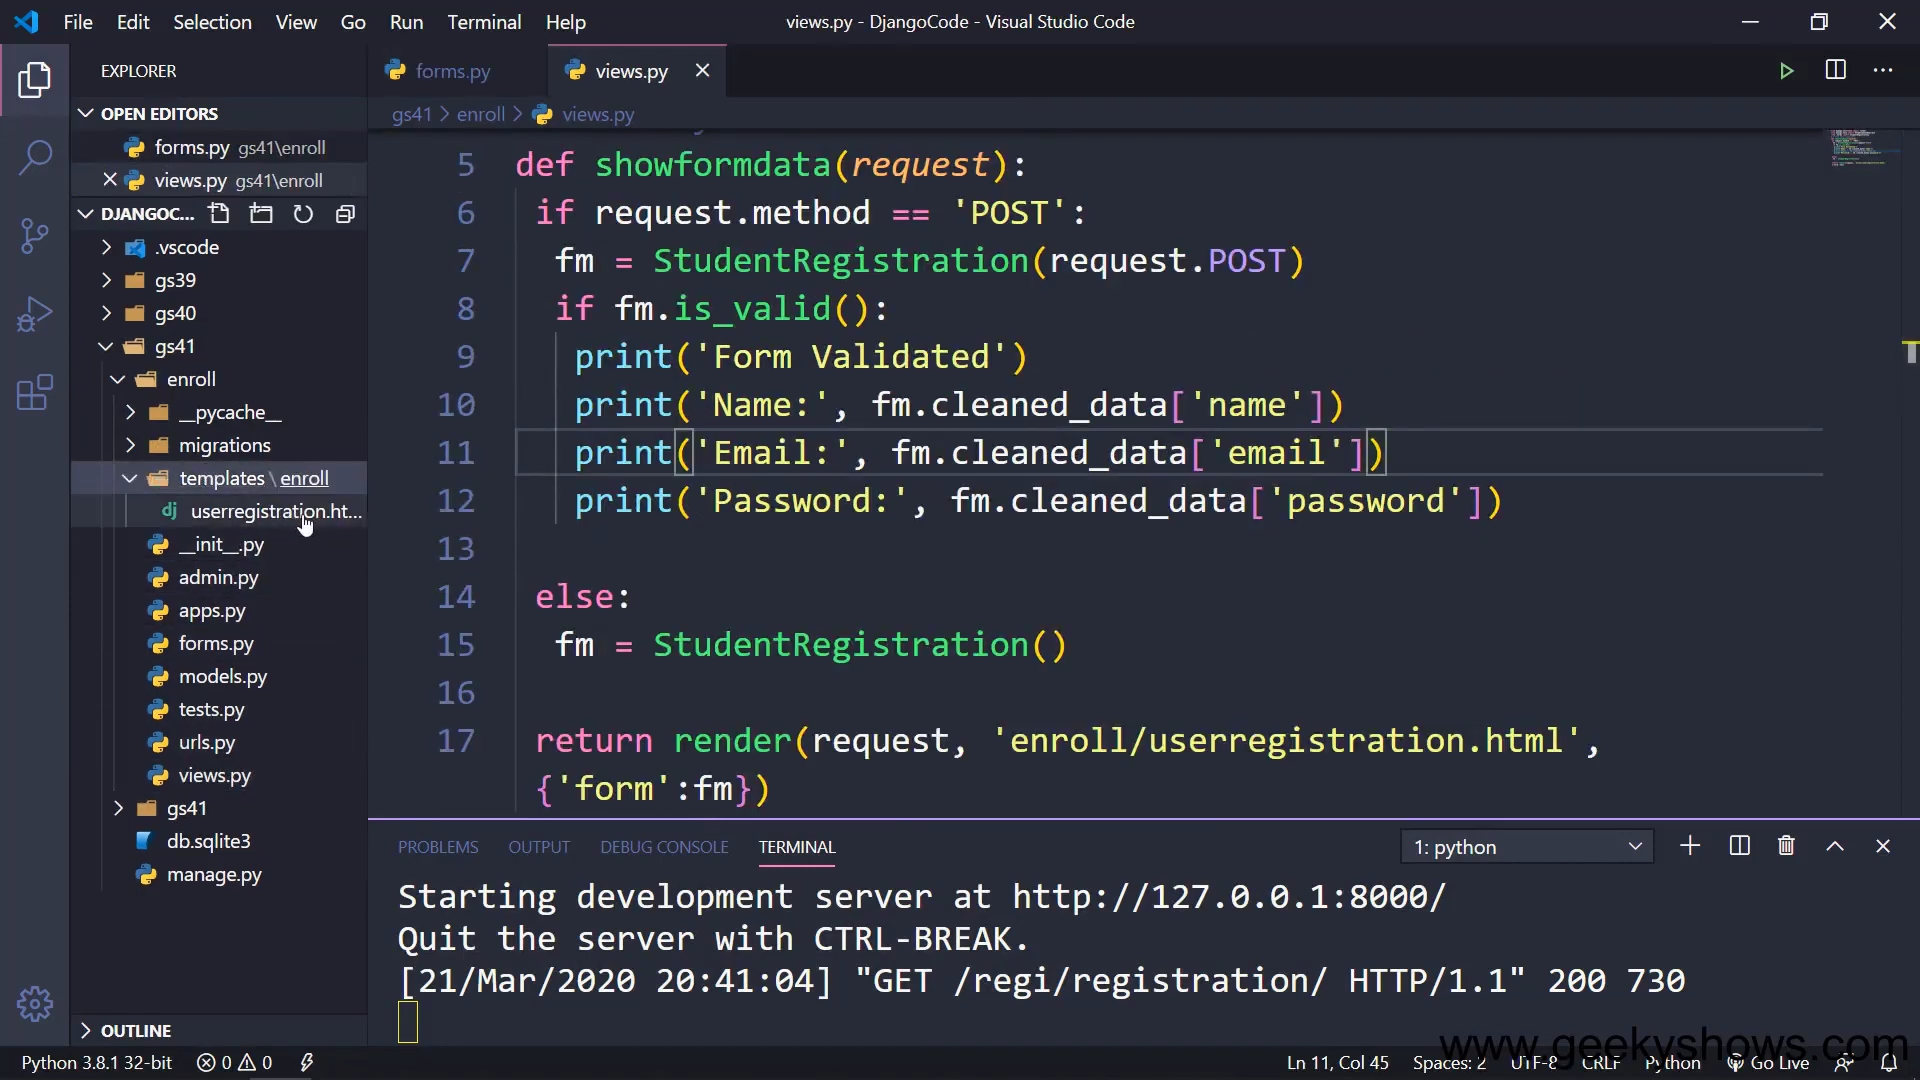 File Edit Selection View Go Run Terminal Help
views.py - DjangoCode - Visual Studio Code
EXPLORER
OPEN EDITORS
forms.py gs41\enroll
views.py gs41\enroll
DJANGOC...
.vscode
gs39
gs40
gs41
enroll
__pycache__
migrations
templates \ enroll
userregistration.ht...
__init__.py
admin.py
apps.py
forms.py
models.py
tests.py
urls.py
views.py
gs41
db.sqlite3
manage.py
OUTLINE
forms.py views.py
gs41 > enroll > views.py
5 def showformdata(request):
6 if request.method == 'POST':
7 fm = StudentRegistration(request.POST)
8 if fm.is_valid():
9 print('Form Validated')
10 print('Name:', fm.cleaned_data['name'])
11 print('Email:', fm.cleaned_data['email'])
12 print('Password:', fm.cleaned_data['password'])
13
14 else:
15 fm = StudentRegistration()
16
17 return render(request, 'enroll/userregistration.html',
{'form':fm})
PROBLEMS OUTPUT DEBUG CONSOLE TERMINAL
1: python
Starting development server at http://127.0.0.1:8000/
Quit the server with CTRL-BREAK.
[21/Mar/2020 20:41:04] "GET /regi/registration/ HTTP/1.1" 200 730
www.geekyshows.com
Python 3.8.1 32-bit 0 0
Ln 11, Col 45 Spaces: 2 UTF-8 CRLF Python Go Live